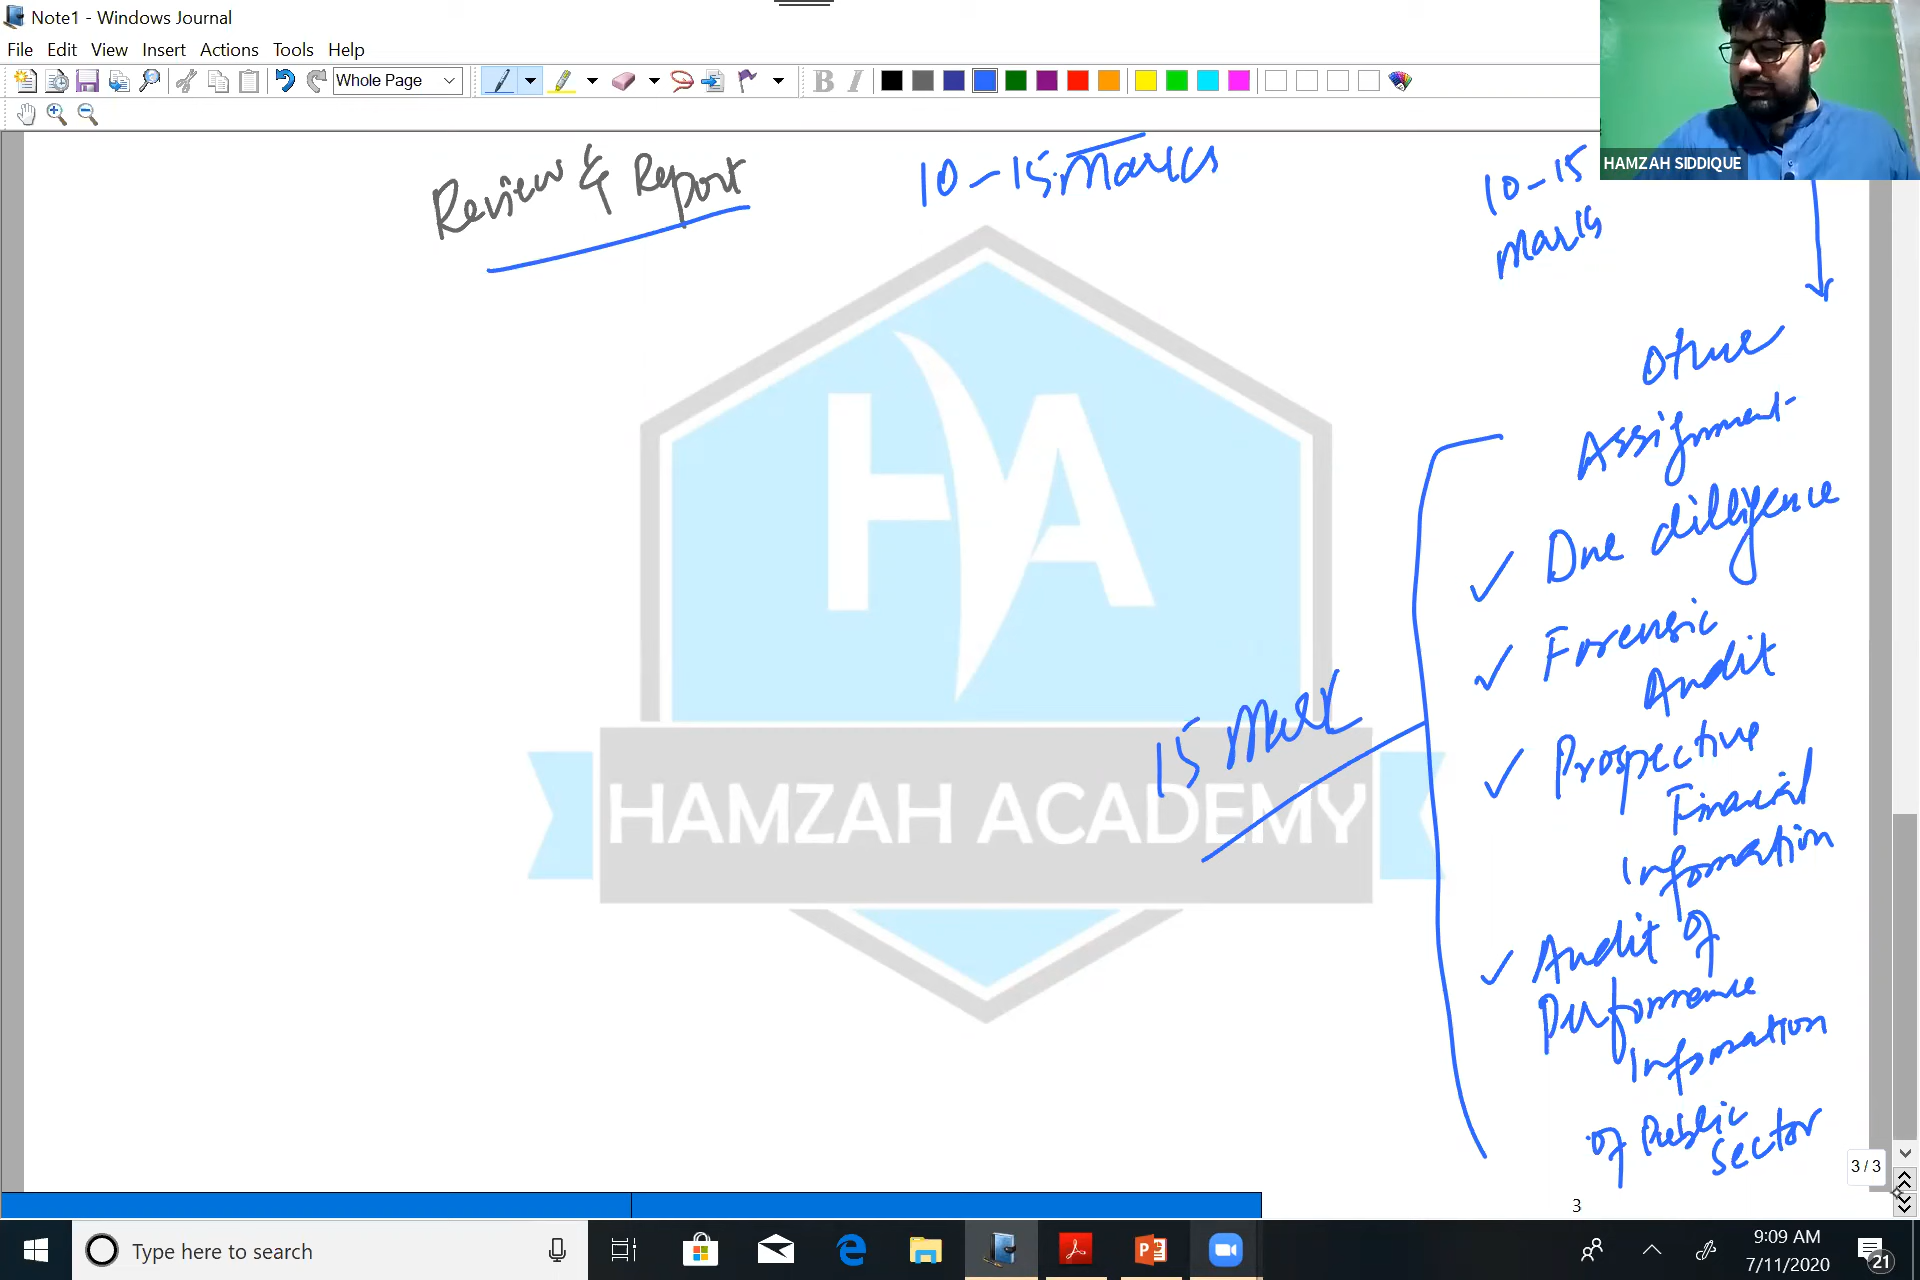 Note1 - Windows Journal
File Edit View Insert Actions Tools Help
Whole Page
B I
HAMZAH SIDDIQUE
Review & Report
10-15 Marks
10-15
Marks
Other
Assignment
Due dilligence
Forensic
Audit
Prospective
Financial
Information
Audit of
Performance
Information
of Public
Sector
15 Mark
HA
HAMZAH ACADEMY
3 / 3
3
Type here to search
9:09 AM
7/11/2020
21